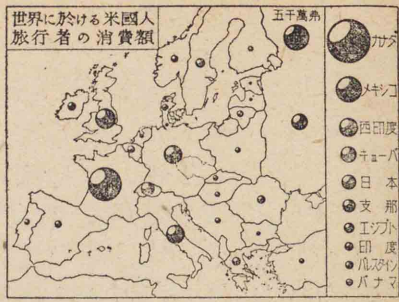 世界に於ける米國人
旅行者の消費額
五千萬弗
カナダ
メキシコ
西印度
チューバ
日本
支那
エジプト
印度
パレスタイン
パナマ